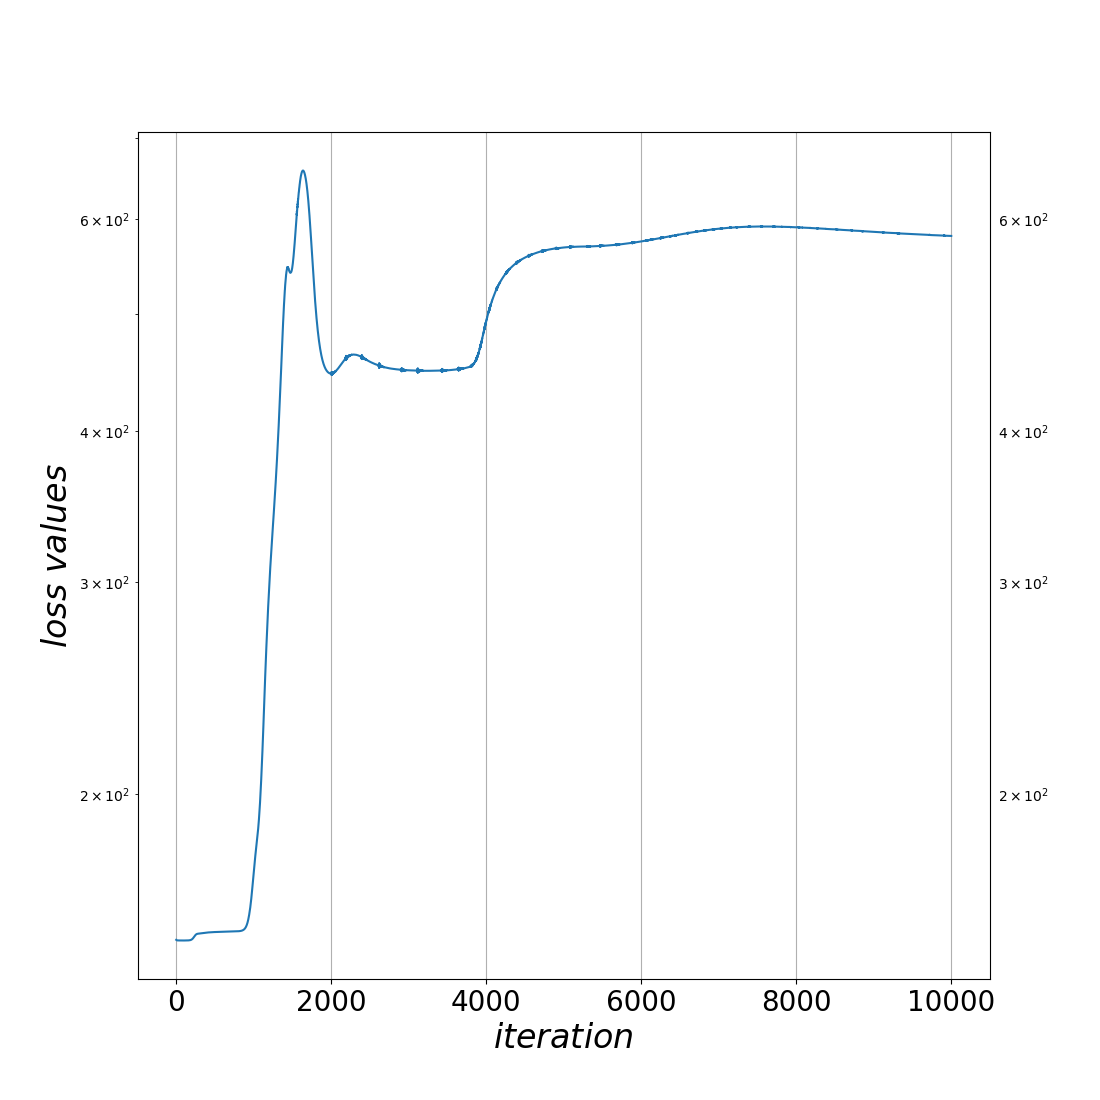 loss values
6 × 10²
4 × 10²
3 × 10²
2 × 10²
6 × 10²
4 × 10²
3 × 10²
2 × 10²
0 2000 4000 6000 8000 10000
iteration